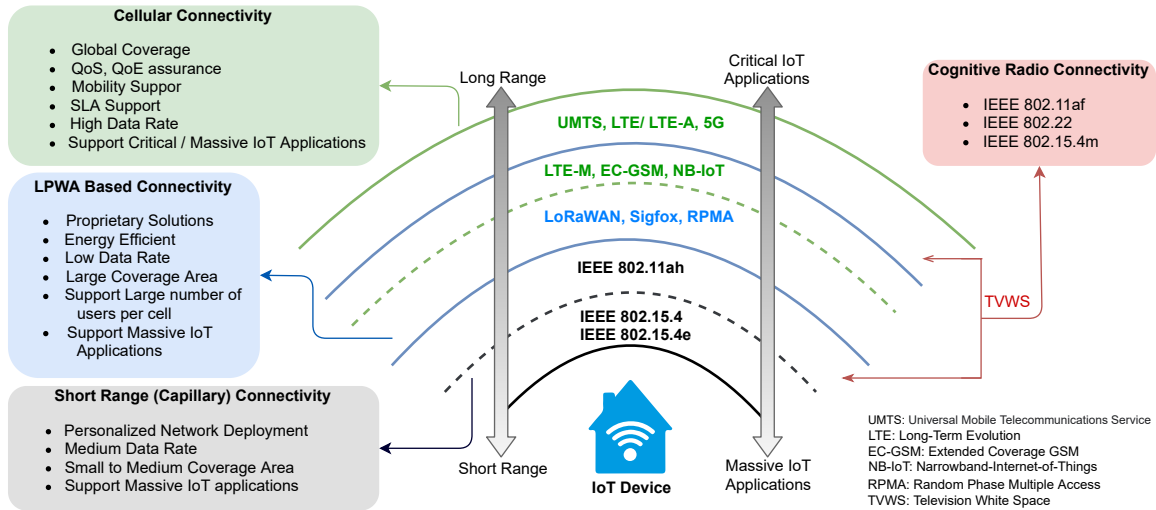 Cellular Connectivity
• Global Coverage
• QoS, QoE assurance
• Mobility Suppor
• SLA Support
• High Data Rate
• Support Critical / Massive IoT Applications
LPWA Based Connectivity
• Proprietary Solutions
• Energy Efficient
• Low Data Rate
• Large Coverage Area
• Support Large number of
users per cell
• Support Massive IoT
Applications
Short Range (Capillary) Connectivity
• Personalized Network Deployment
• Medium Data Rate
• Small to Medium Coverage Area
• Support Massive IoT applications
Long Range
Short Range
Critical IoT
Applications
Massive IoT
Applications
UMTS, LTE/ LTE-A, 5G
LTE-M, EC-GSM, NB-IoT
LoRaWAN, Sigfox, RPMA
IEEE 802.11ah
IEEE 802.15.4
IEEE 802.15.4e
IoT Device
Cognitive Radio Connectivity
• IEEE 802.11af
• IEEE 802.22
• IEEE 802.15.4m
TVWS
UMTS: Universal Mobile Telecommunications Service
LTE: Long-Term Evolution
EC-GSM: Extended Coverage GSM
NB-IoT: Narrowband-Internet-of-Things
RPMA: Random Phase Multiple Access
TVWS: Television White Space